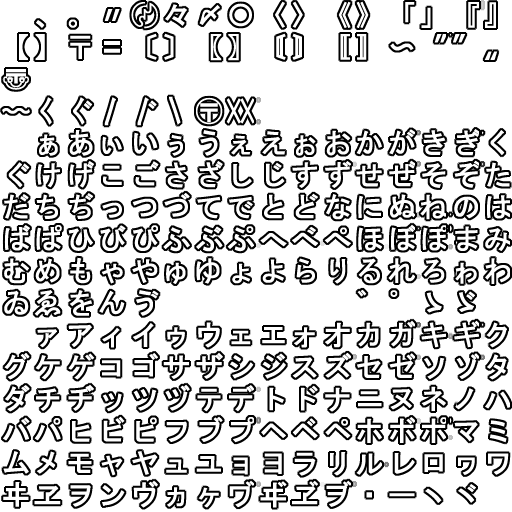 、。〃〄々〆〇〈〉《》「」『』
【】〒〓〔〕〖〗〘〙〚〛〜〝〞〟
〠
〰〱〲〳〴〵〶〷
ぁあぃいぅうぇえぉおかがきぎく
ぐけげこごさざしじすずせぜそぞた
だちぢっつづてでとどなにぬねのは
ばぱひびぴふぶぷへべぺほぼぽまみ
むめもゃやゅゆょよらりるれろゎわ
ゐゑをんゔ ゛゜ゝゞ
ァアィイゥウェエォオカガキギク
グケゲコゴサザシジスズセゼソゾタ
ダチヂッツヅテデトドナニヌネノハ
バパヒビピフブプヘベペホボポマミ
ムメモャヤュユョヨラリルレロヮワ
ヰヱヲンヴヵヶヷヸヹヺ・ーヽヾ